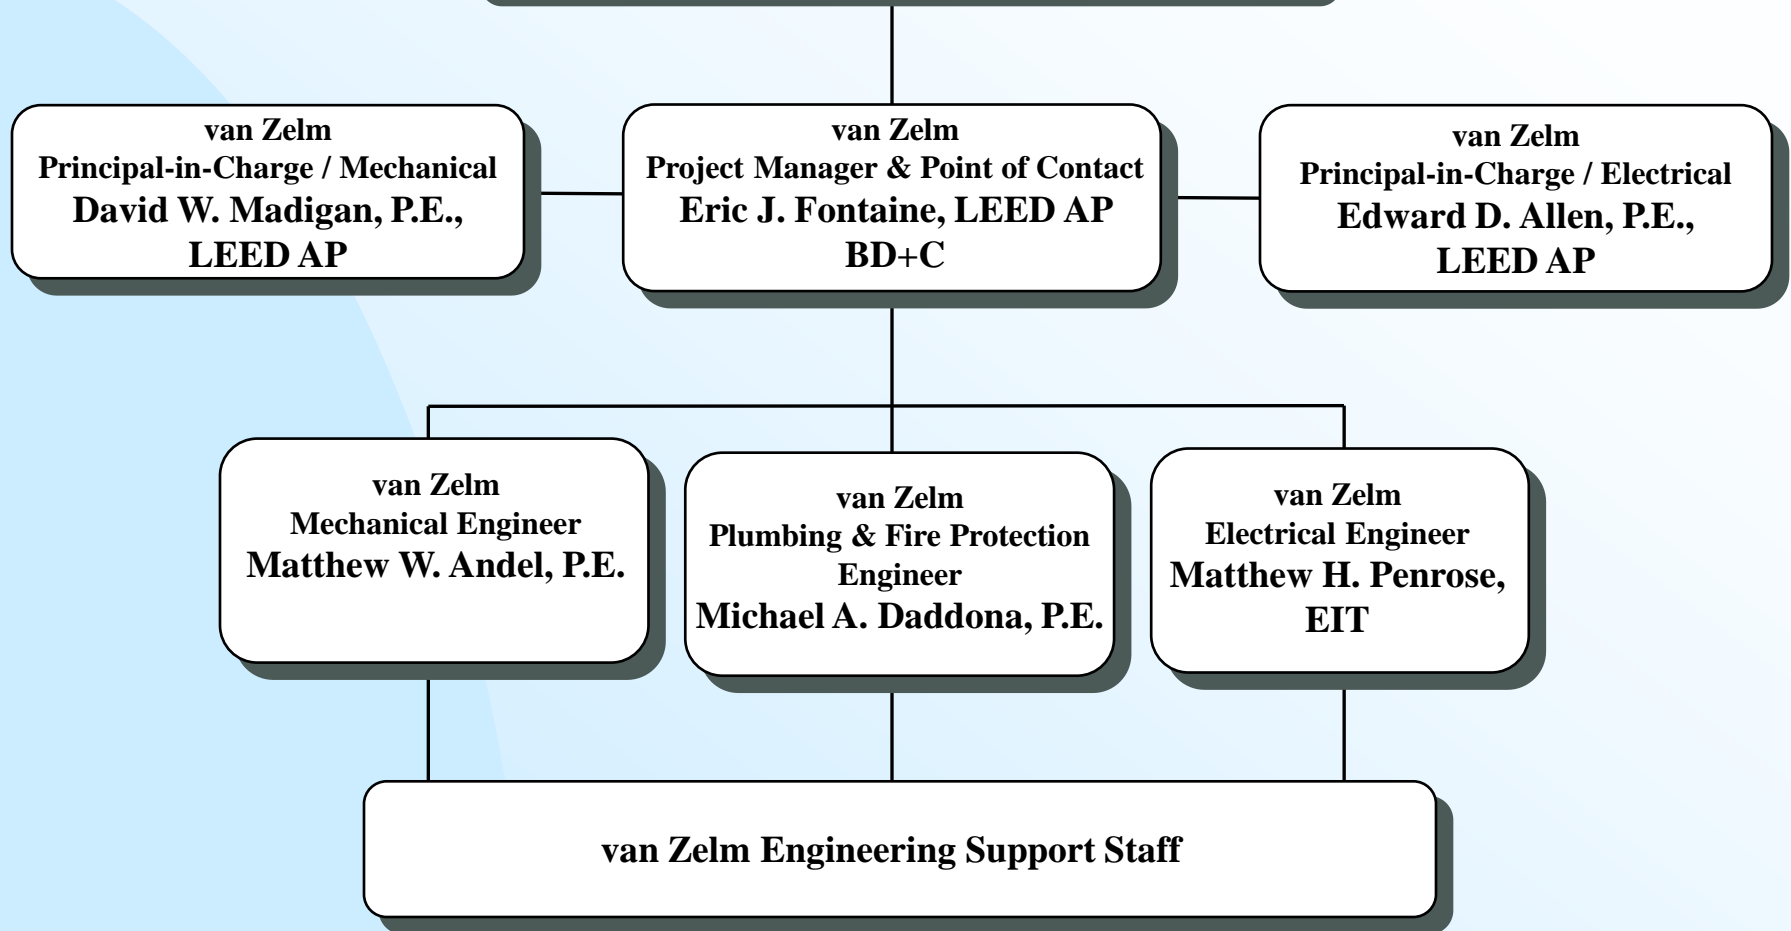 van Zelm
Principal-in-Charge / Mechanical
David W. Madigan, P.E.,
LEED AP
van Zelm
Project Manager & Point of Contact
Eric J. Fontaine, LEED AP
BD+C
van Zelm
Principal-in-Charge / Electrical
Edward D. Allen, P.E.,
LEED AP
van Zelm
Mechanical Engineer
Matthew W. Andel, P.E.
van Zelm
Plumbing & Fire Protection
Engineer
Michael A. Daddona, P.E.
van Zelm
Electrical Engineer
Matthew H. Penrose,
EIT
van Zelm Engineering Support Staff